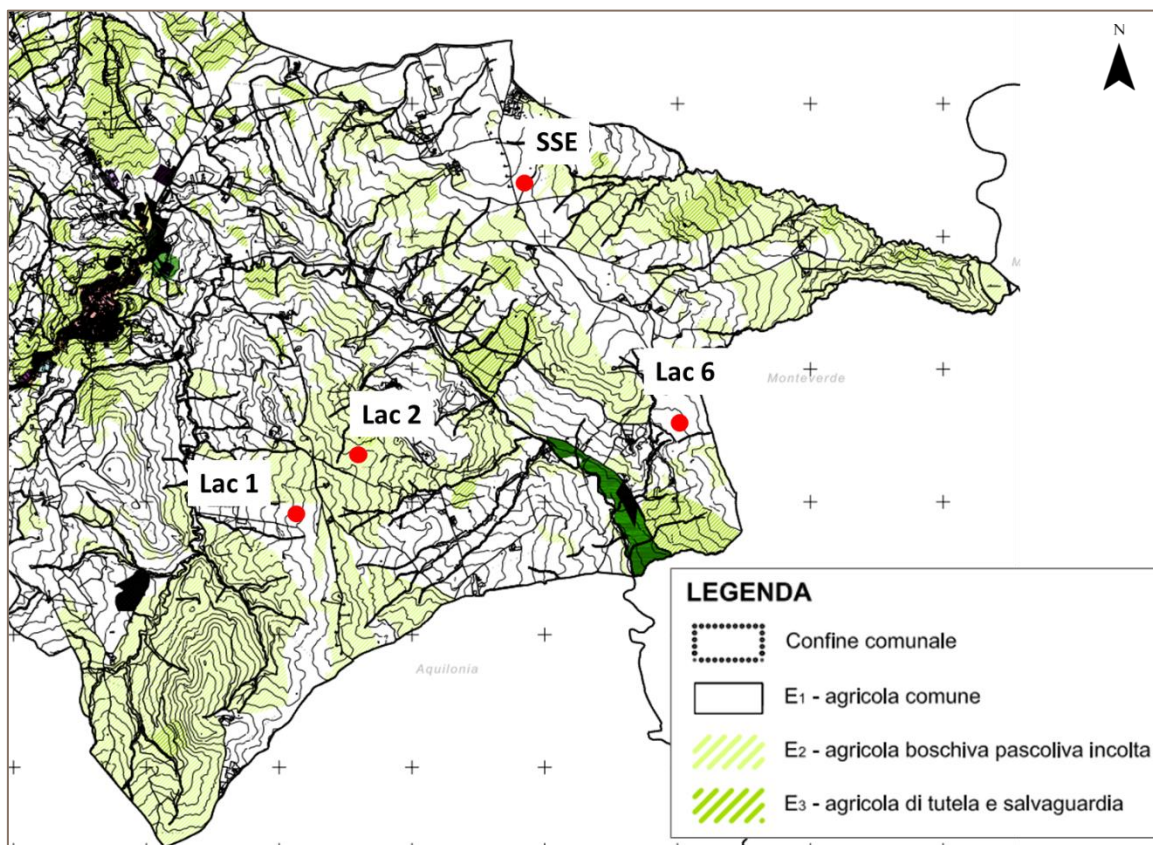 N
SSE
Lac 6
Monteverde
Lac 2
Lac 1
Aquilonia
LEGENDA
Confine comunale
E1 - agricola comune
E2 - agricola boschiva pascoliva incolta
E3 - agricola di tutela e salvaguardia